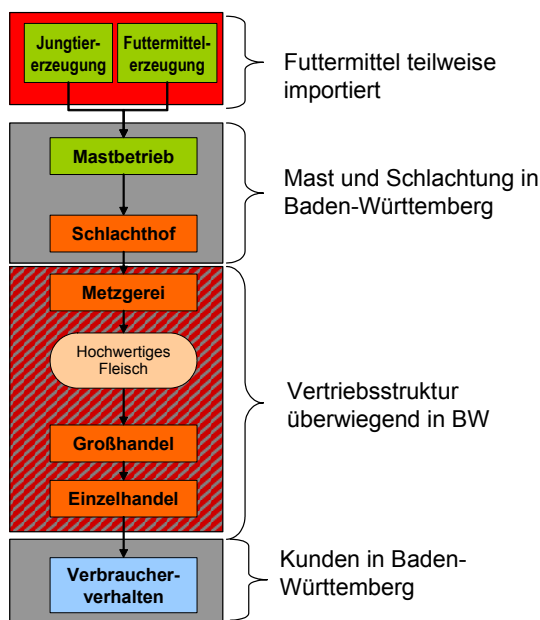 Jungtier-
erzeugung
Futtermittel-
erzeugung
Futtermittel teilweise
importiert
Mastbetrieb
Schlachthof
Mast und Schlachtung in
Baden-Württemberg
Metzgerei
Hochwertiges
Fleisch
Großhandel
Einzelhandel
Vertriebsstruktur
überwiegend in BW
Verbraucher-
verhalten
Kunden in Baden-
Württemberg